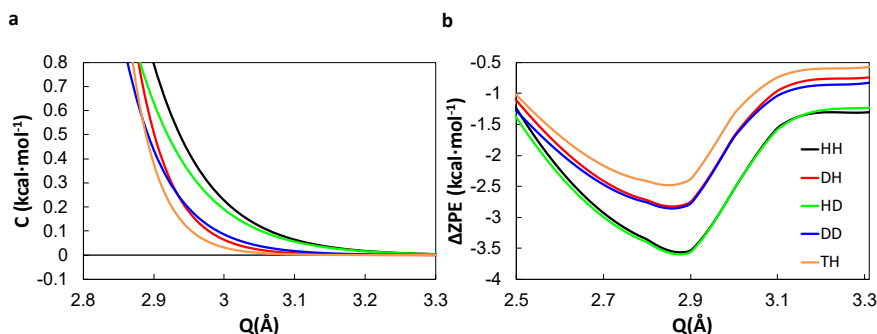 a
b
C (kcal·mol-1)
0.8
0.7
0.6
0.5
0.4
0.3
0.2
0.1
0
-0.1
2.8
2.9
3
3.1
3.2
3.3
Q(Å)
ΔZPE (kcal·mol-1)
-0.5
-1
-1.5
-2
-2.5
-3
-3.5
-4
2.5
2.7
2.9
3.1
3.3
Q(Å)
HH
DH
HD
DD
TH